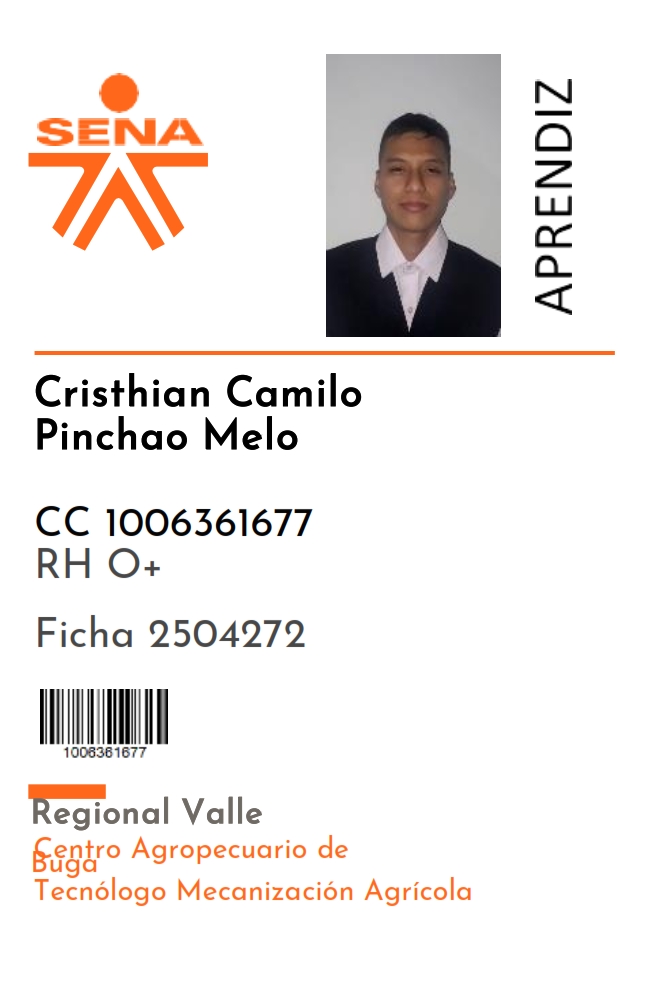 SENA
APRENDIZ
Cristhian Camilo
Pinchao Melo
CC 1006361677
RH O+
Ficha 2504272
1006361677
Regional Valle
Centro Agropecuario de
Buga
Tecnólogo Mecanización Agrícola